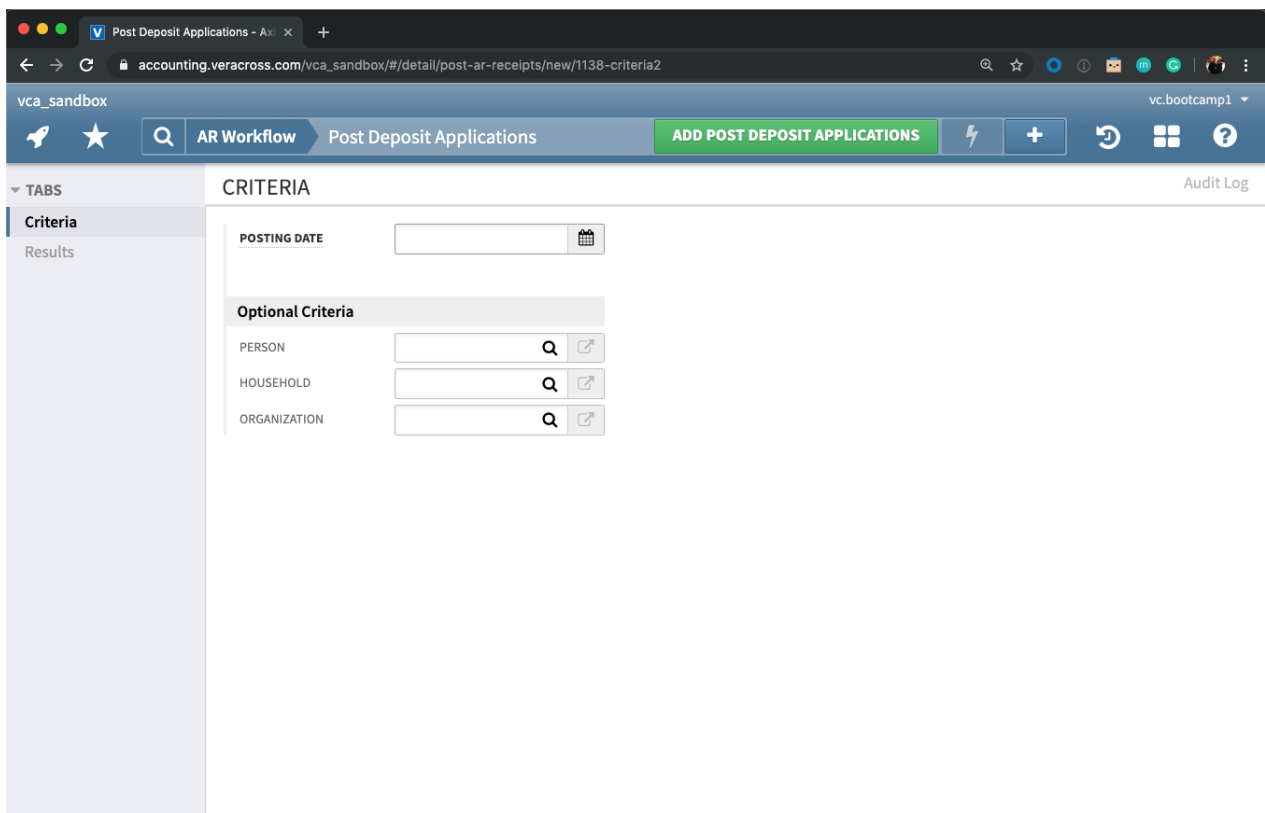 Post Deposit Applications - Axi
accounting.veracross.com/vca_sandbox/#/detail/post-ar-receipts/new/1138-criteria2
vca_sandbox
vc.bootcamp1
AR Workflow
Post Deposit Applications
ADD POST DEPOSIT APPLICATIONS
TABS
Criteria
Results
CRITERIA
Audit Log
POSTING DATE
Optional Criteria
PERSON
HOUSEHOLD
ORGANIZATION